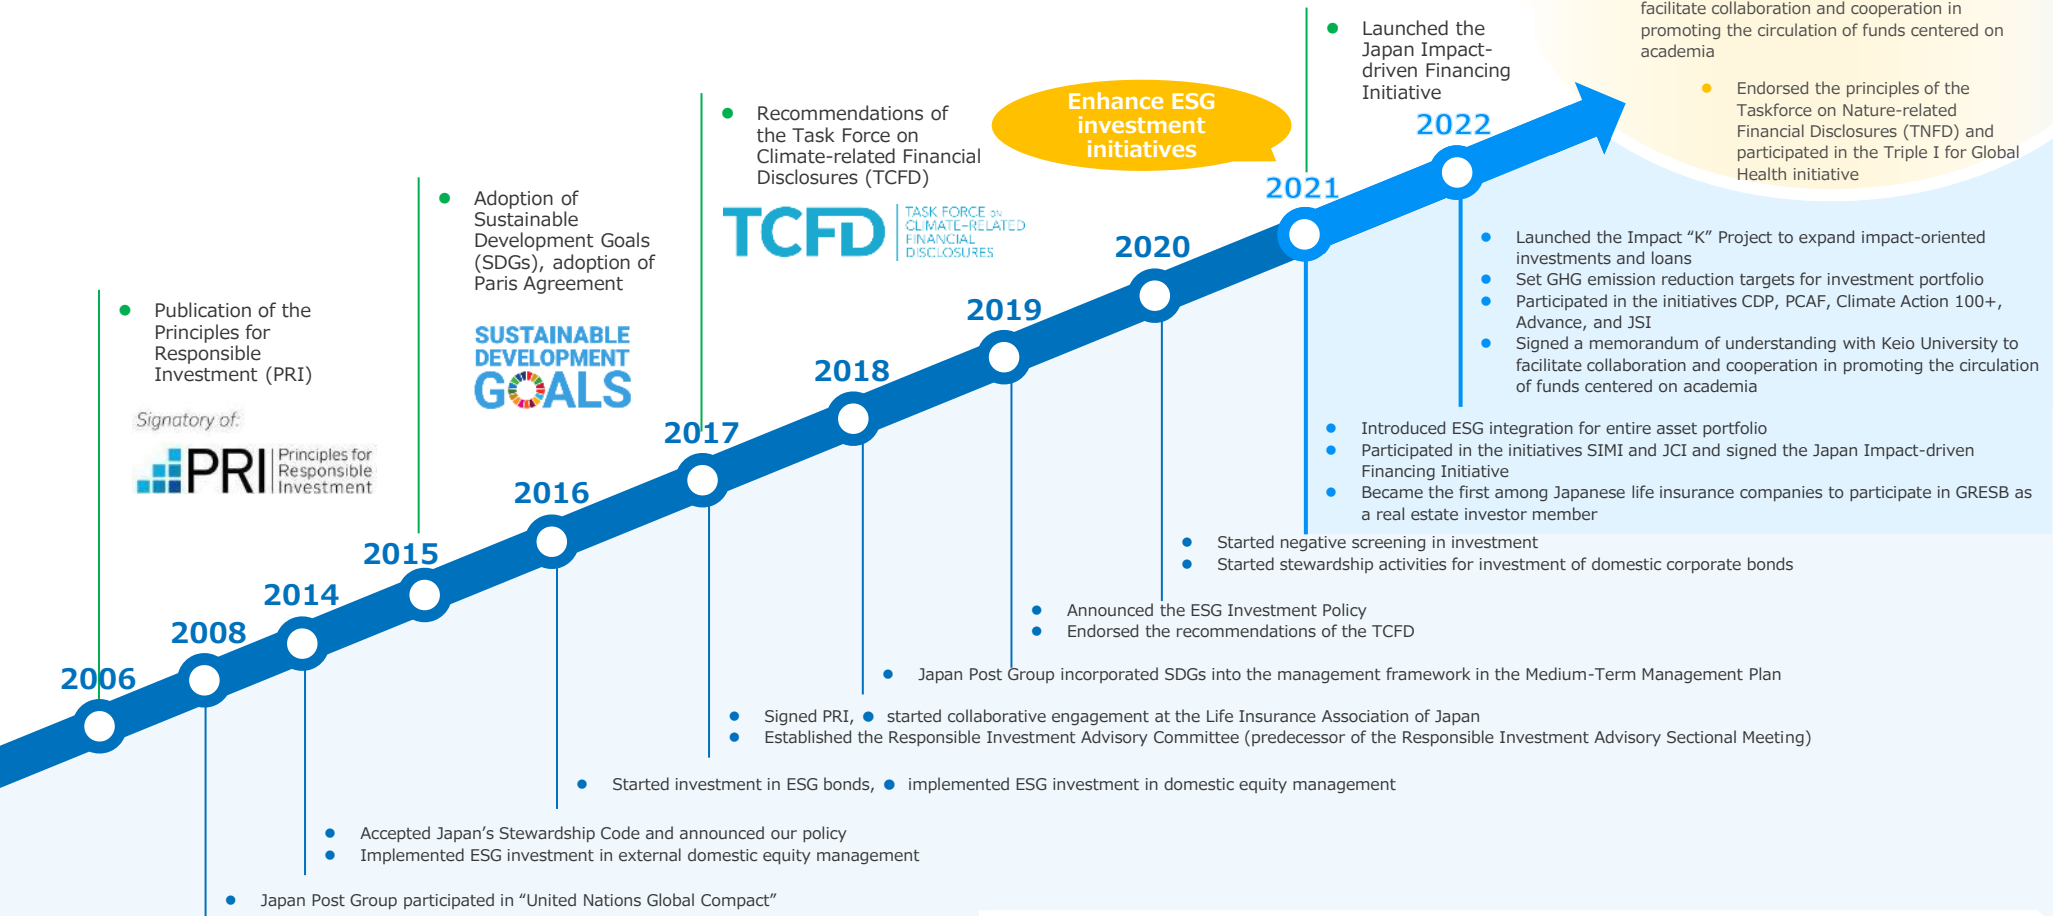 facilitate collaboration and cooperation in
promoting the circulation of funds centered on
academia
● Endorsed the principles of the
Taskforce on Nature-related
Financial Disclosures (TNFD) and
participated in the Triple I for Global
Health initiative
● Launched the
Japan Impact-
driven Financing
Initiative
Enhance ESG
investment
initiatives
● Recommendations of
the Task Force on
Climate-related Financial
Disclosures (TCFD)
TCFD
TASK FORCE ON
CLIMATE-RELATED
FINANCIAL
DISCLOSURES
● Adoption of
Sustainable
Development Goals
(SDGs), adoption of
Paris Agreement
SUSTAINABLE
DEVELOPMENT
GOALS
● Publication of the
Principles for
Responsible
Investment (PRI)
Signatory of:
PRI
Principles for
Responsible
Investment
2022
2021
2020
2019
2018
2017
2016
2015
2014
2008
2006
● Launched the Impact “K” Project to expand impact-oriented
investments and loans
● Set GHG emission reduction targets for investment portfolio
● Participated in the initiatives CDP, PCAF, Climate Action 100+,
Advance, and JSI
● Signed a memorandum of understanding with Keio University to
facilitate collaboration and cooperation in promoting the circulation
of funds centered on academia
● Introduced ESG integration for entire asset portfolio
● Participated in the initiatives SIMI and JCI and signed the Japan Impact-driven
Financing Initiative
● Became the first among Japanese life insurance companies to participate in GRESB as
a real estate investor member
● Started negative screening in investment
● Started stewardship activities for investment of domestic corporate bonds
● Announced the ESG Investment Policy
● Endorsed the recommendations of the TCFD
● Japan Post Group incorporated SDGs into the management framework in the Medium-Term Management Plan
● Signed PRI, ● started collaborative engagement at the Life Insurance Association of Japan
● Established the Responsible Investment Advisory Committee (predecessor of the Responsible Investment Advisory Sectional Meeting)
● Started investment in ESG bonds, ● implemented ESG investment in domestic equity management
● Accepted Japan’s Stewardship Code and announced our policy
● Implemented ESG investment in external domestic equity management
● Japan Post Group participated in “United Nations Global Compact”